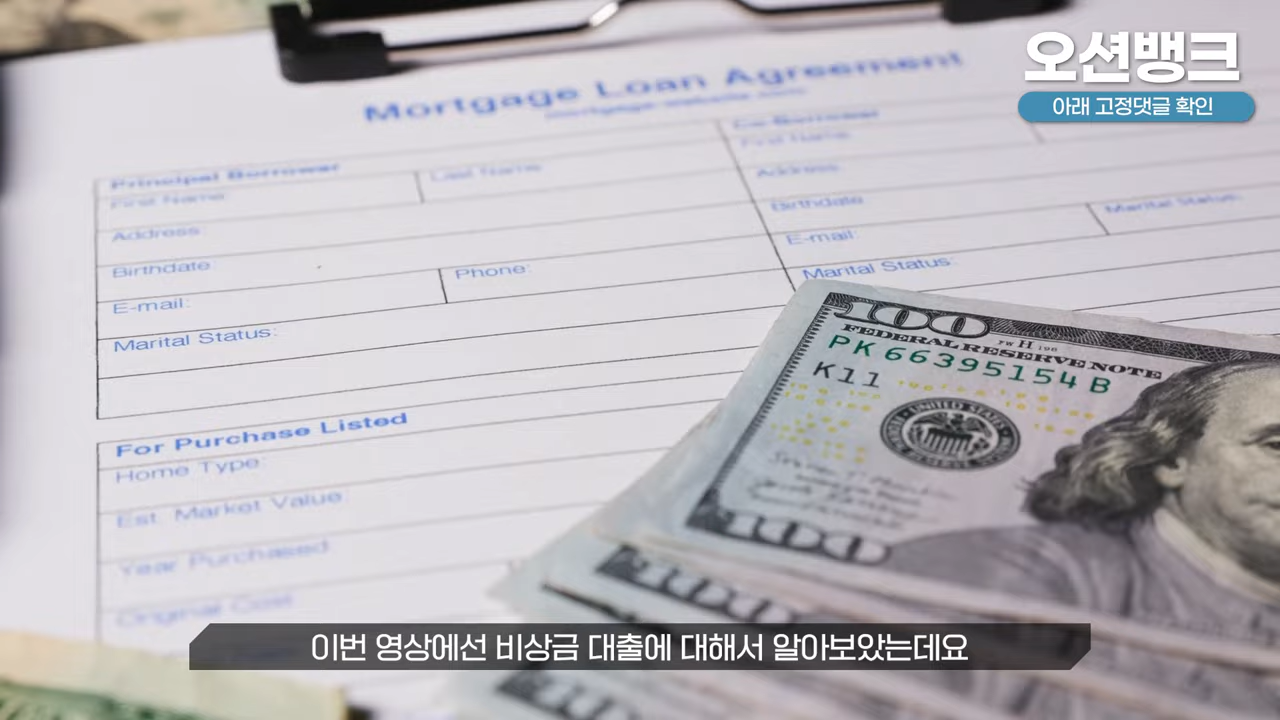 오션뱅크
아래 고정댓글 확인
Mortgage Loan Agreement
Principal Borrower
Co-Borrower
First Name:
Last Name:
First Name:
Address:
Address:
Birthdate:
Birthdate:
Marital Status:
E-mail:
Phone:
E-mail:
Marital Status:
Marital Status:
For Purchase Listed
Home Type:
Est. Market Value
Year Purchased
Original Cost
100
FEDERAL RESERVE NOTE
PK 66395154 B
K11
UNITED STATES
100
100
이번 영상에선 비상금 대출에 대해서 알아보았는데요